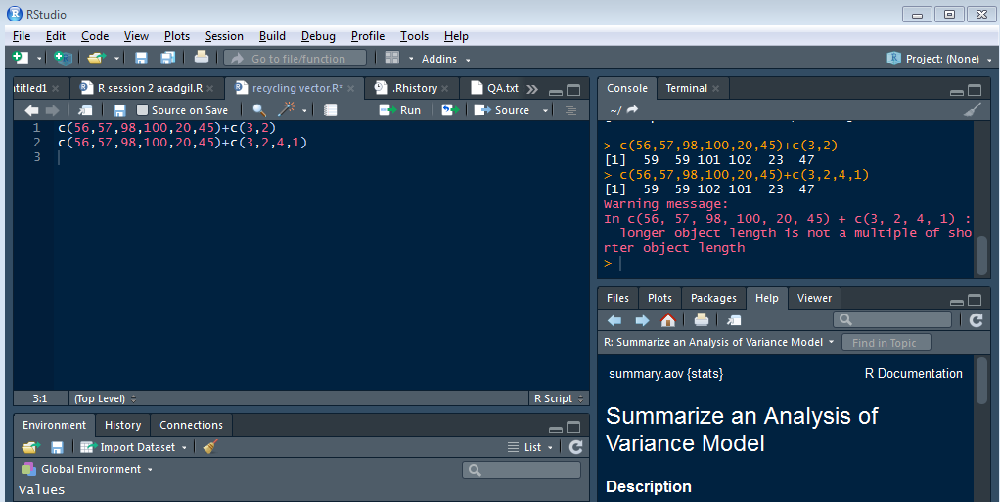 RStudio
File Edit Code View Plots Session Build Debug Profile Tools Help
Go to file/function Addins Project: (None)
ntitled1 R session 2 acadgil.R recycling vector.R* .Rhistory QA.txt
Source on Save Run Source
1 c(56,57,98,100,20,45)+c(3,2)
2 c(56,57,98,100,20,45)+c(3,2,4,1)
3
3:1 (Top Level) R Script
Environment History Connections
Import Dataset List
Global Environment
Values
Console Terminal
~/
> c(56,57,98,100,20,45)+c(3,2)
[1] 59 59 101 102 23 47
> c(56,57,98,100,20,45)+c(3,2,4,1)
[1] 59 59 102 101 23 47
Warning message:
In c(56, 57, 98, 100, 20, 45) + c(3, 2, 4, 1) :
longer object length is not a multiple of sho
rter object length
>
Files Plots Packages Help Viewer
R: Summarize an Analysis of Variance Model Find in Topic
summary.aov {stats} R Documentation
Summarize an Analysis of
Variance Model
Description